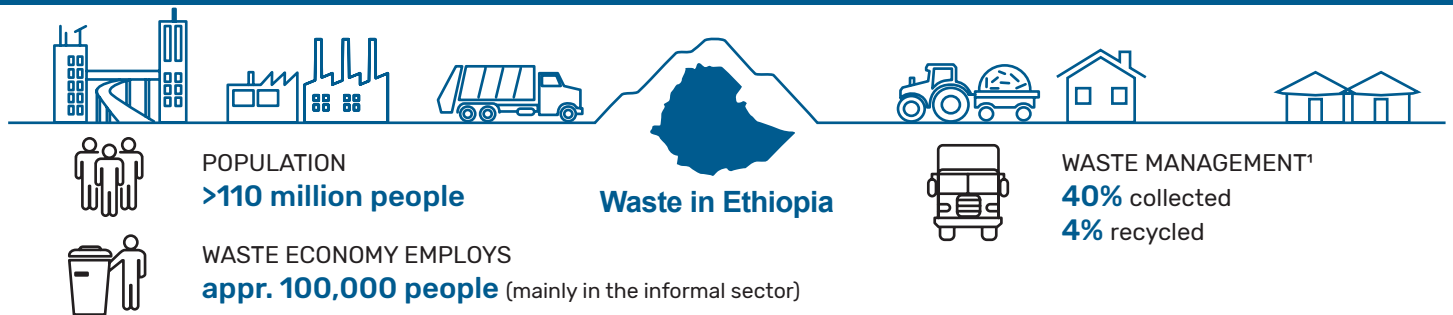 POPULATION
>110 million people
WASTE ECONOMY EMPLOYS
appr. 100,000 people (mainly in the informal sector)
Waste in Ethiopia
WASTE MANAGEMENT¹
40% collected
4% recycled